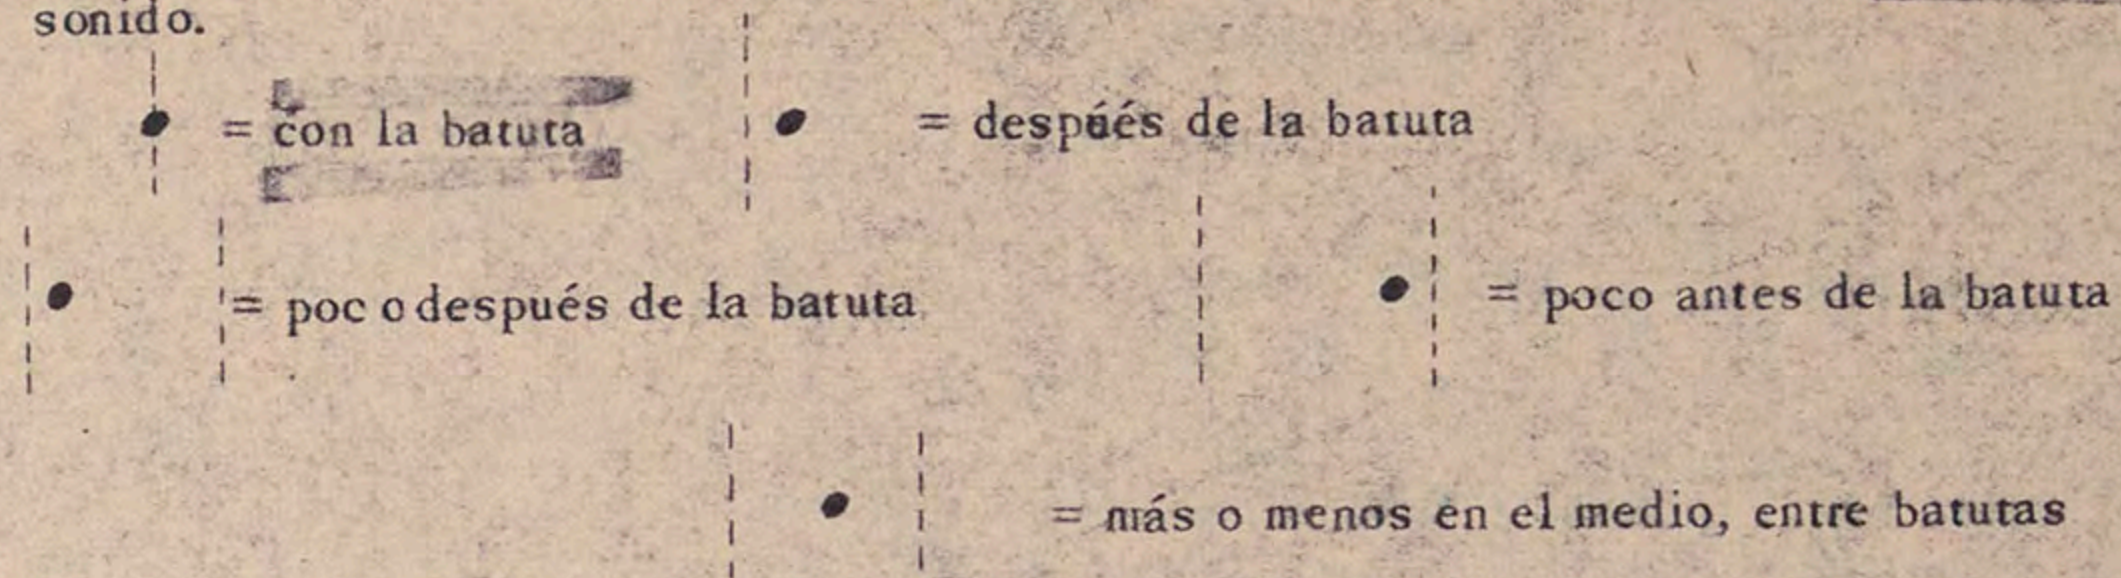 sonido.
= con la batuta = después de la batuta
= poco después de la batuta = poco antes de la batuta
= más o menos en el medio, entre batutas